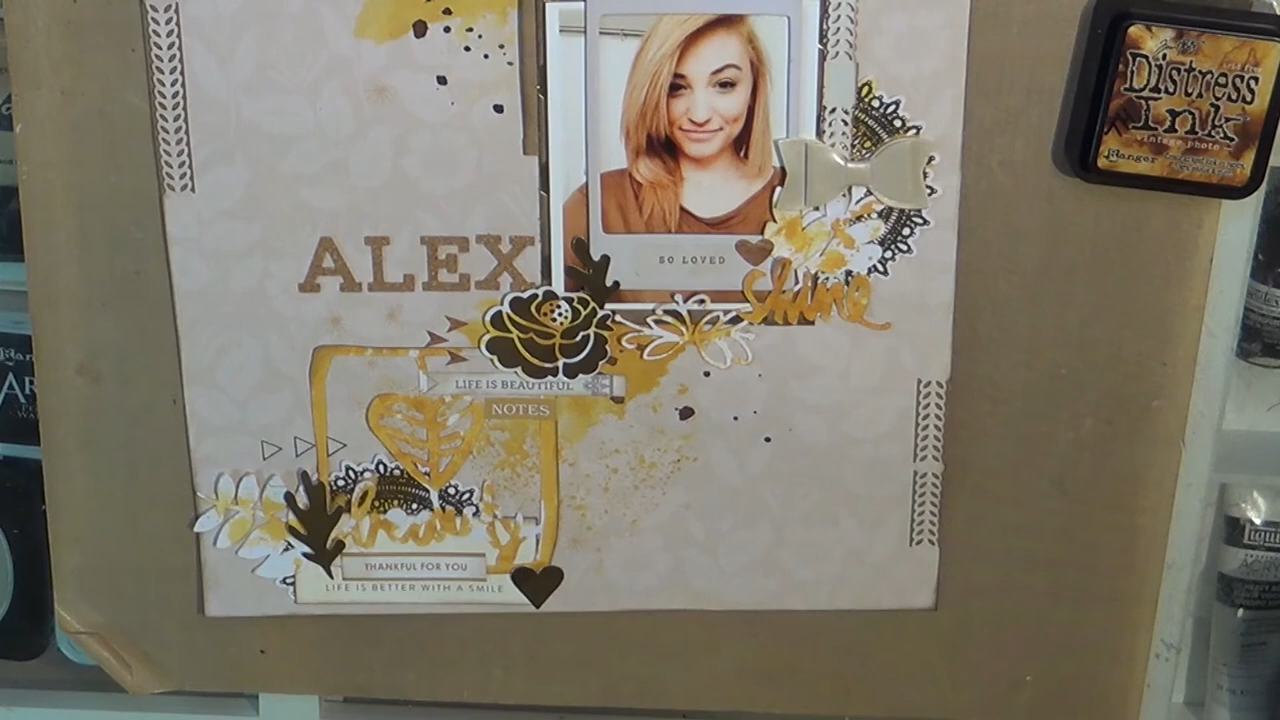 Distress
Ink
vintage photo
Ranger
ALEX
SO LOVED
shine
LIFE IS BEAUTIFUL
NOTES
THANKFUL FOR YOU
LIFE IS BETTER WITH A SMILE